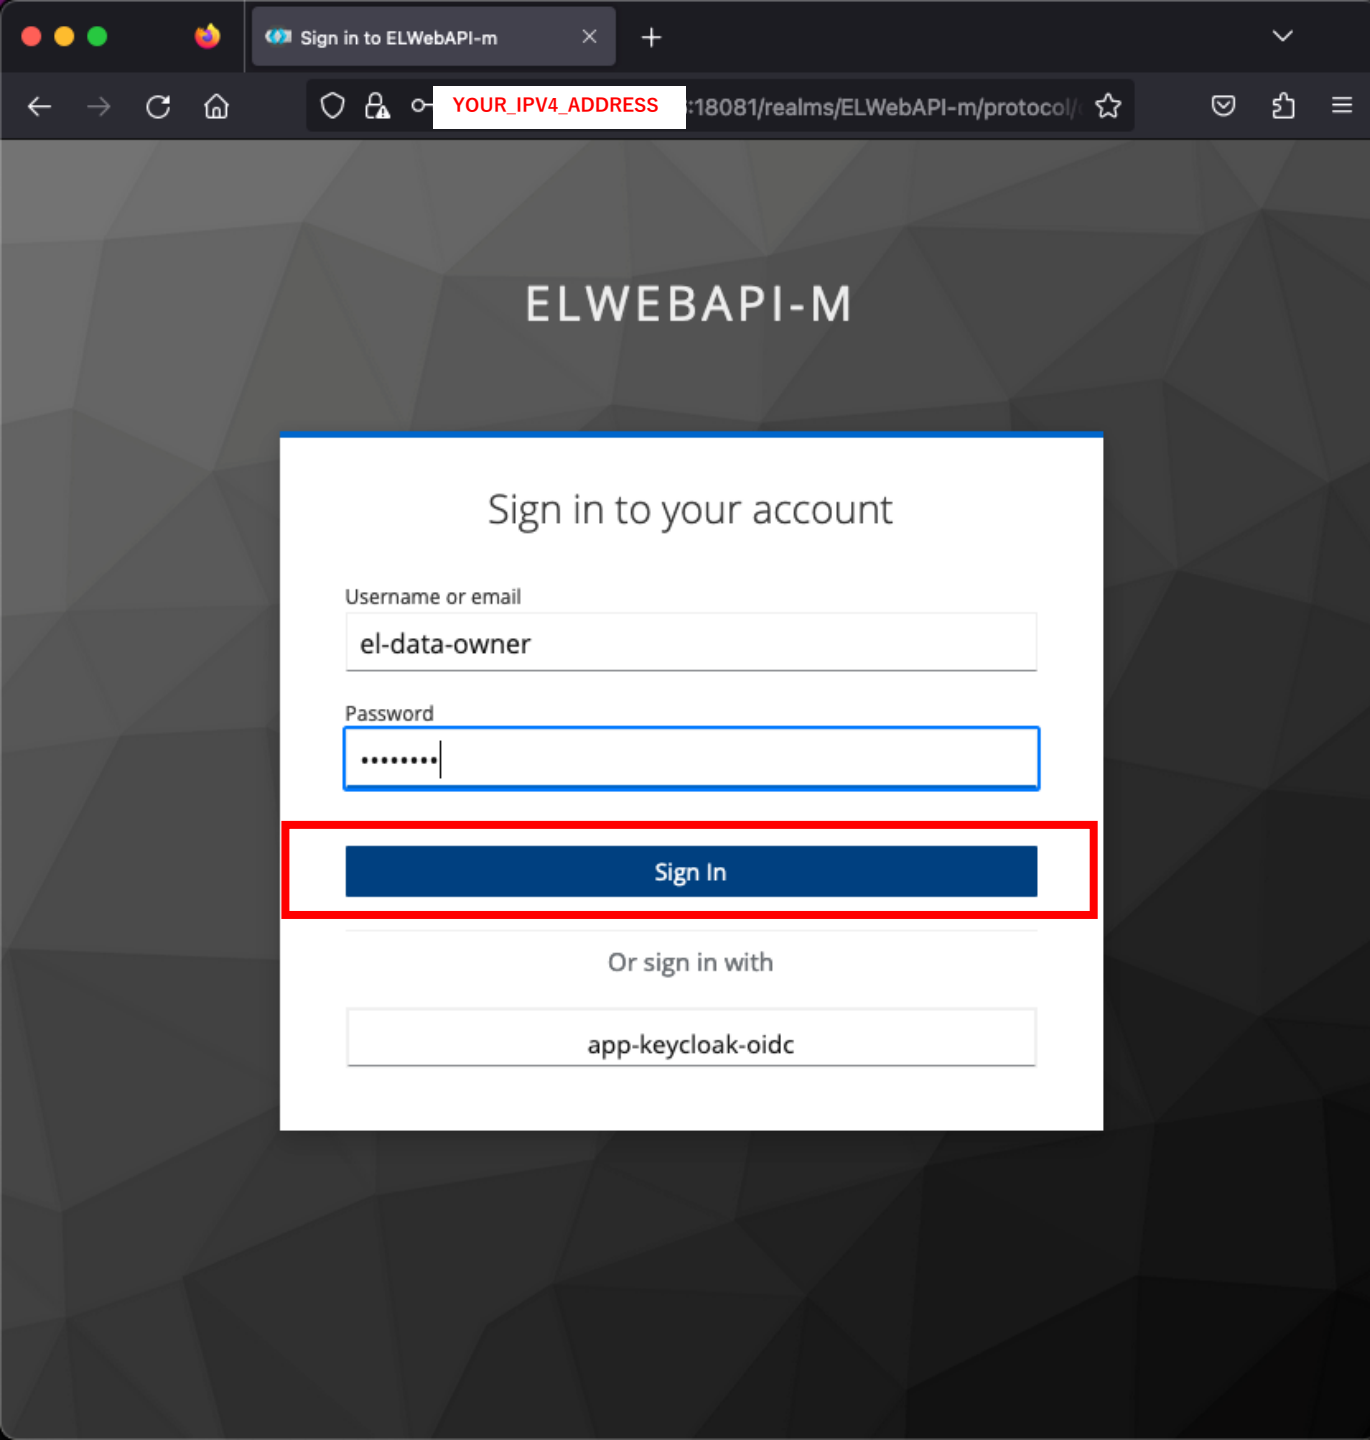 Sign in to ELWebAPI-m
YOUR_IPV4_ADDRESS :18081/realms/ELWebAPI-m/protocol/
ELWEBAPI-M
Sign in to your account
Username or email
el-data-owner
Password
••••••••
Sign In
Or sign in with
app-keycloak-oidc